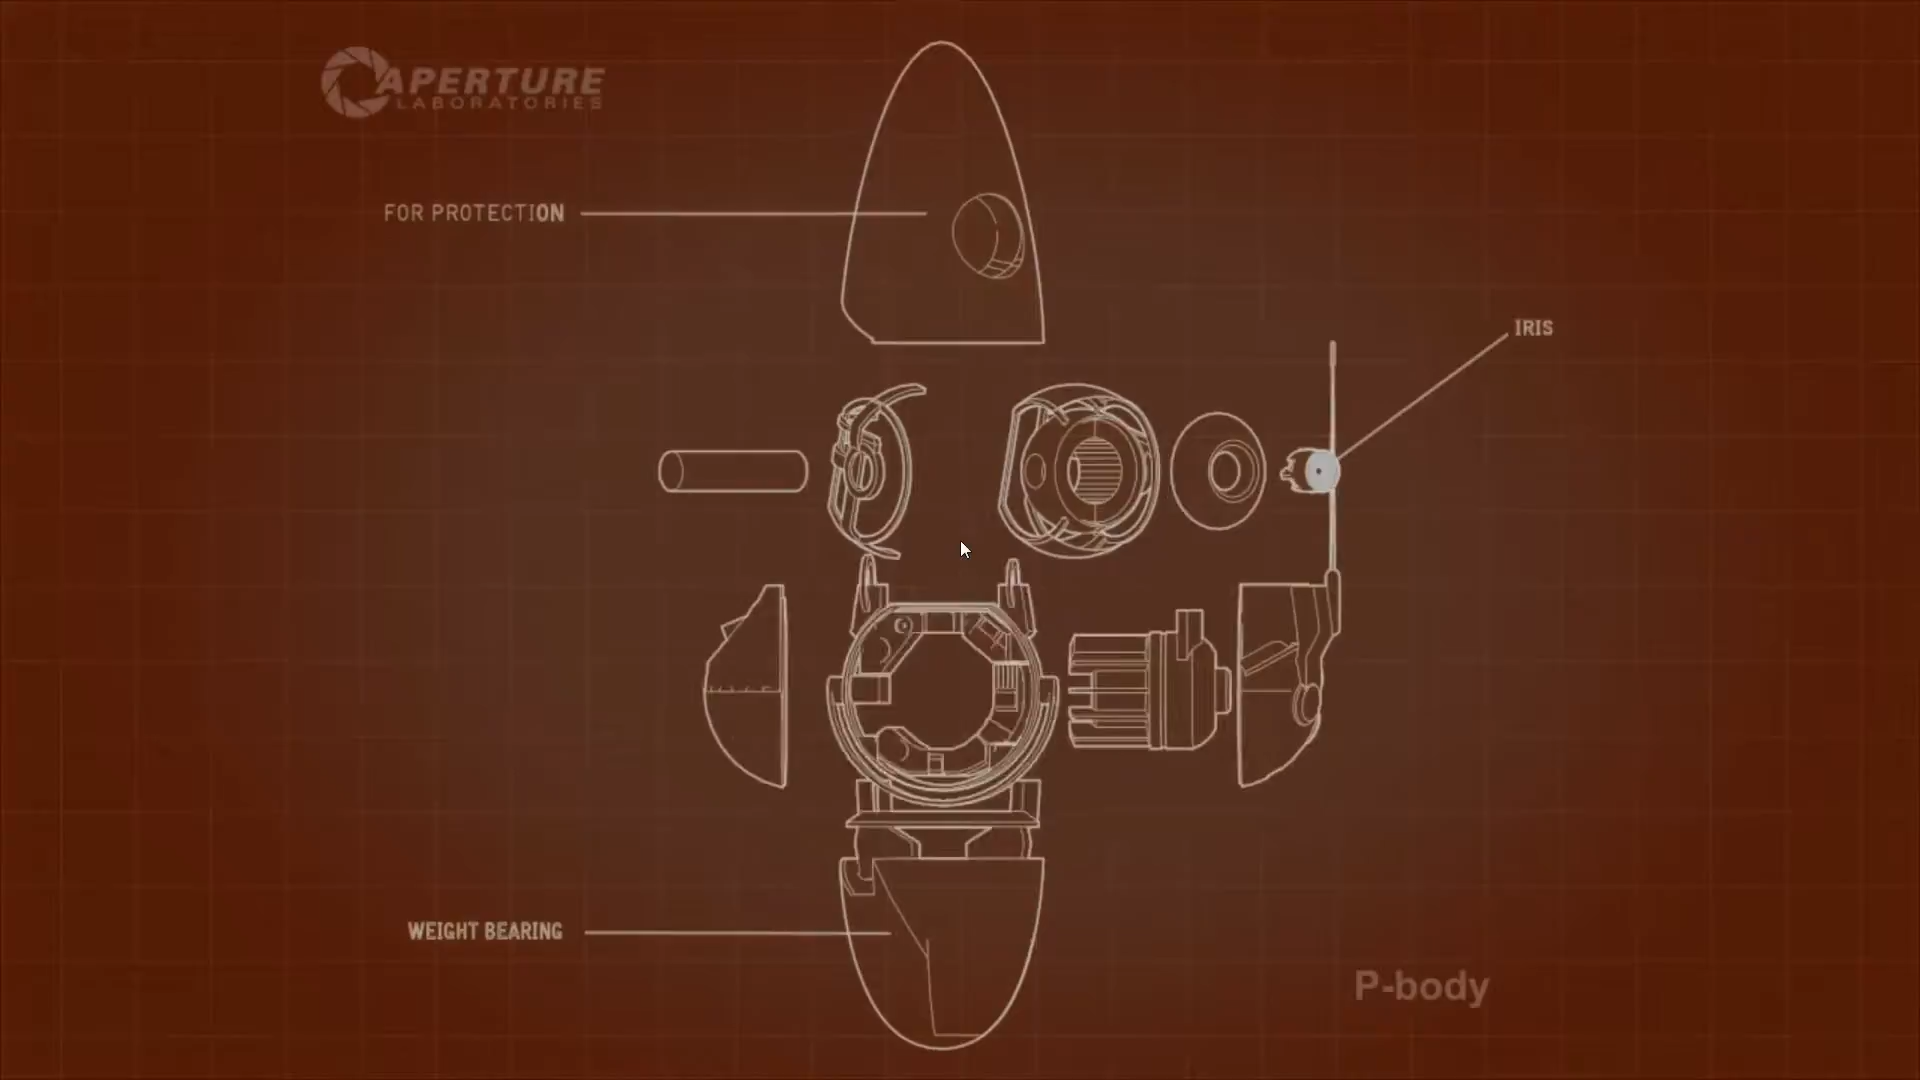 APERTURE
LABORATORIES
FOR PROTECTION
IRIS
WEIGHT BEARING
P-body